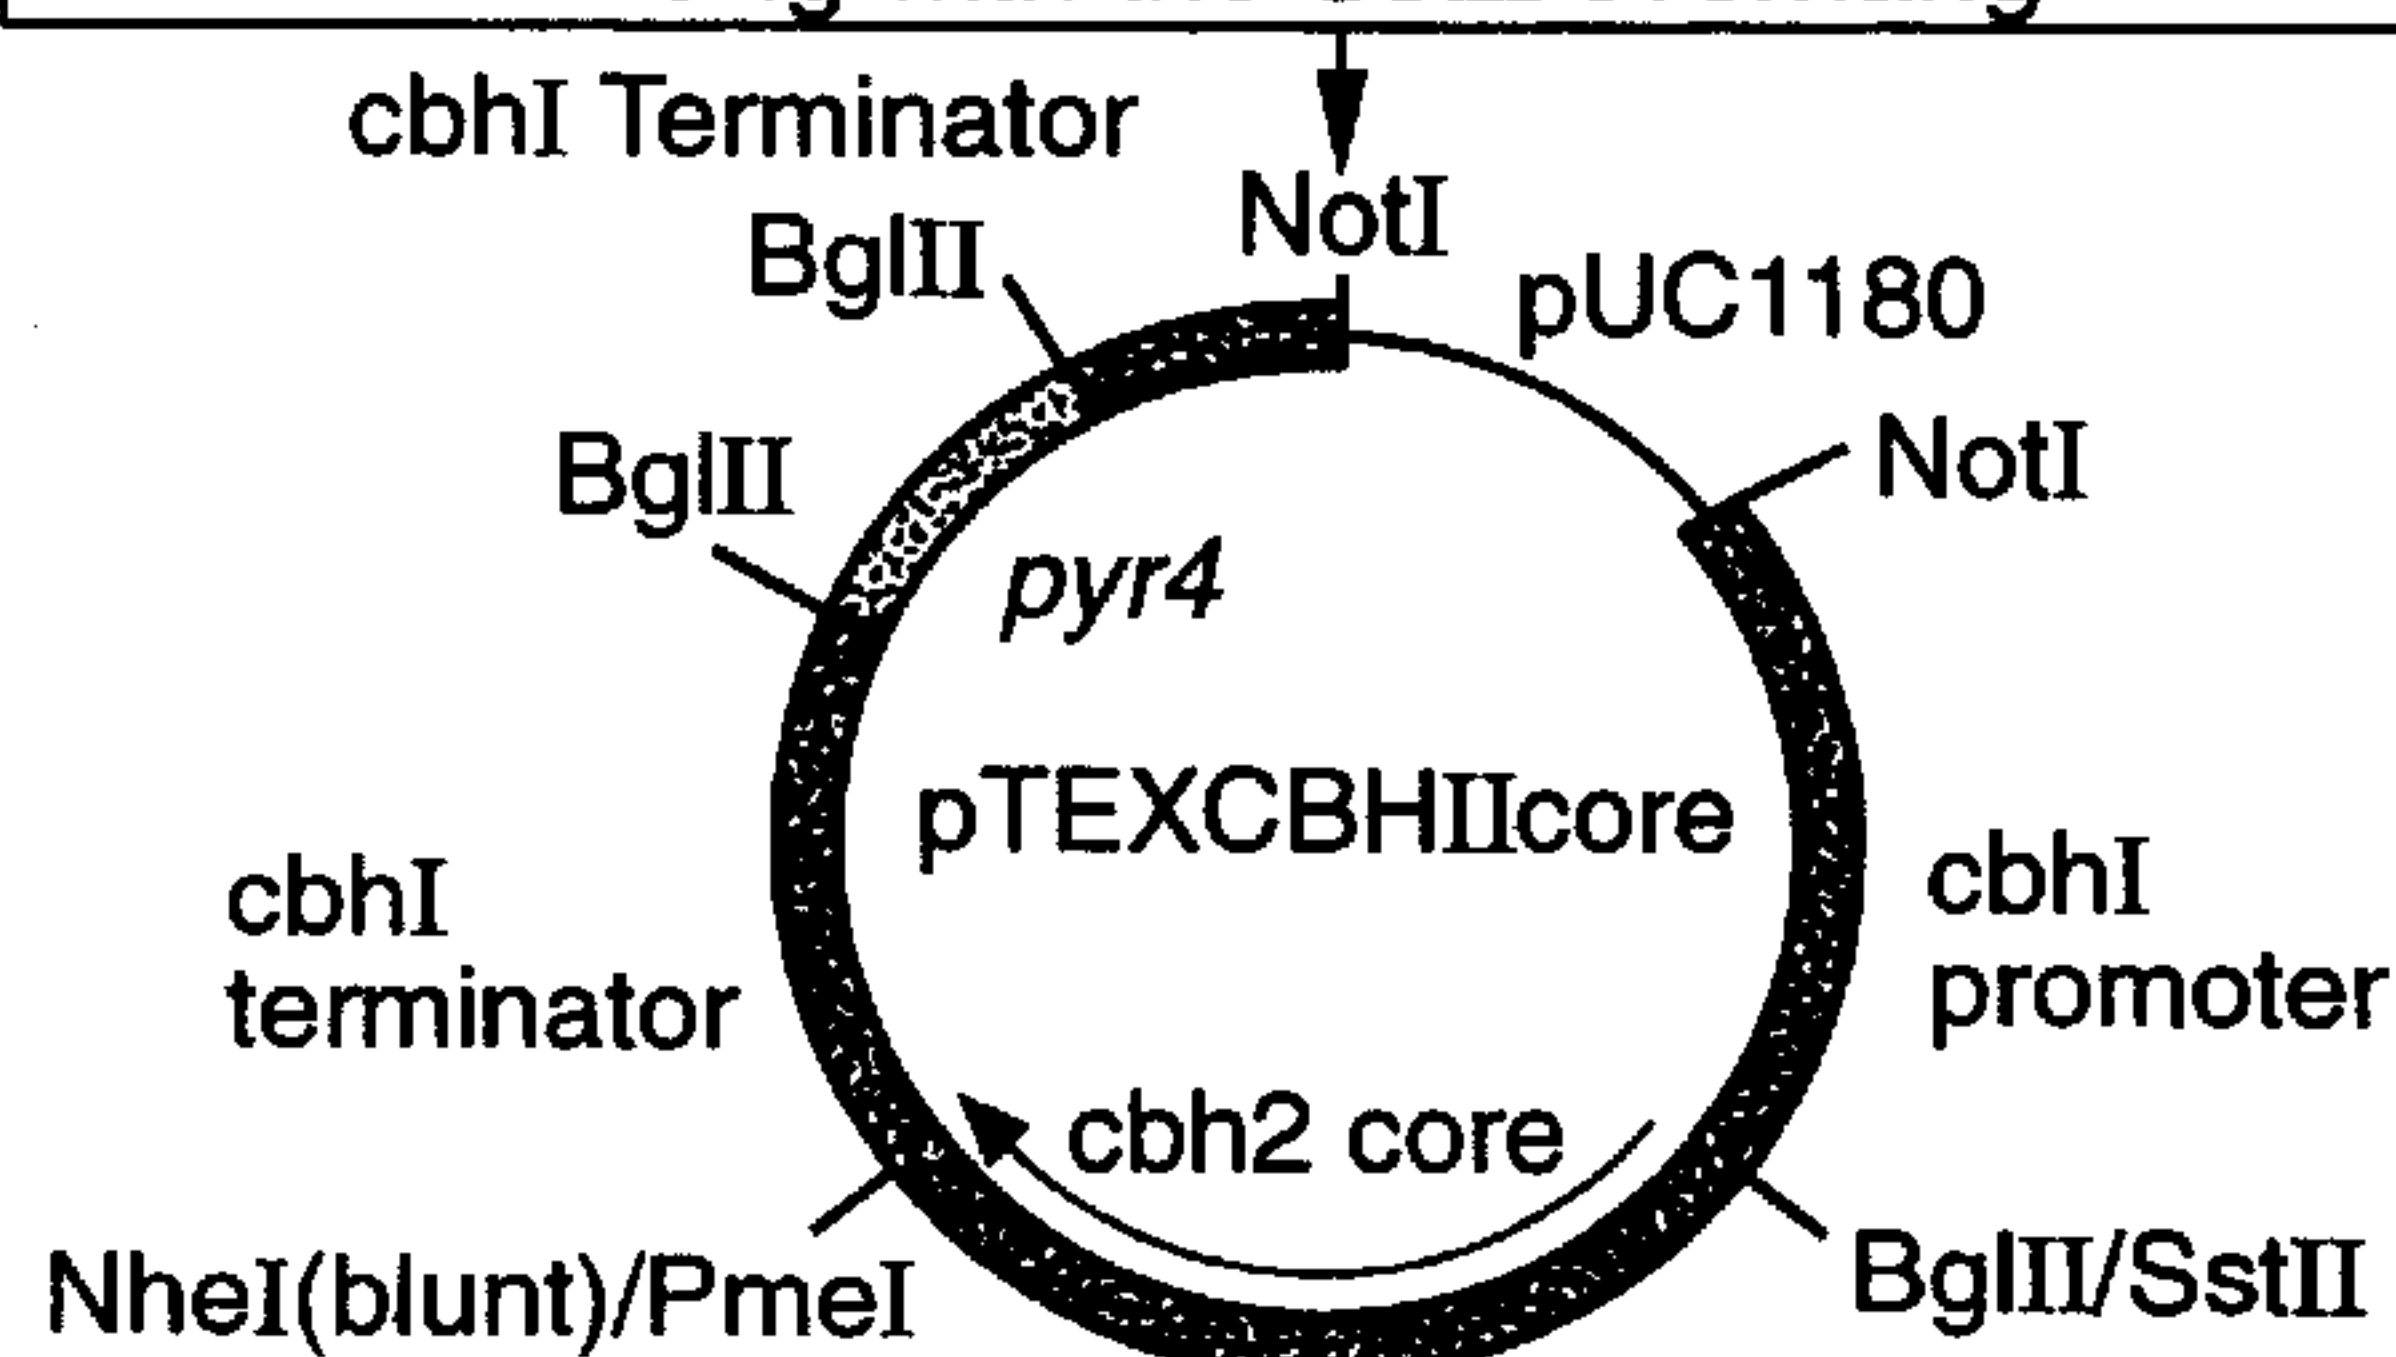 cbhI Terminator
NotI
BglII
pUC1180
NotI
BglII
pyr4
pTEXCBHIIcore
cbhI
terminator
cbhI
promoter
cbh2 core
NheI(blunt)/PmeI
BglII/SstII